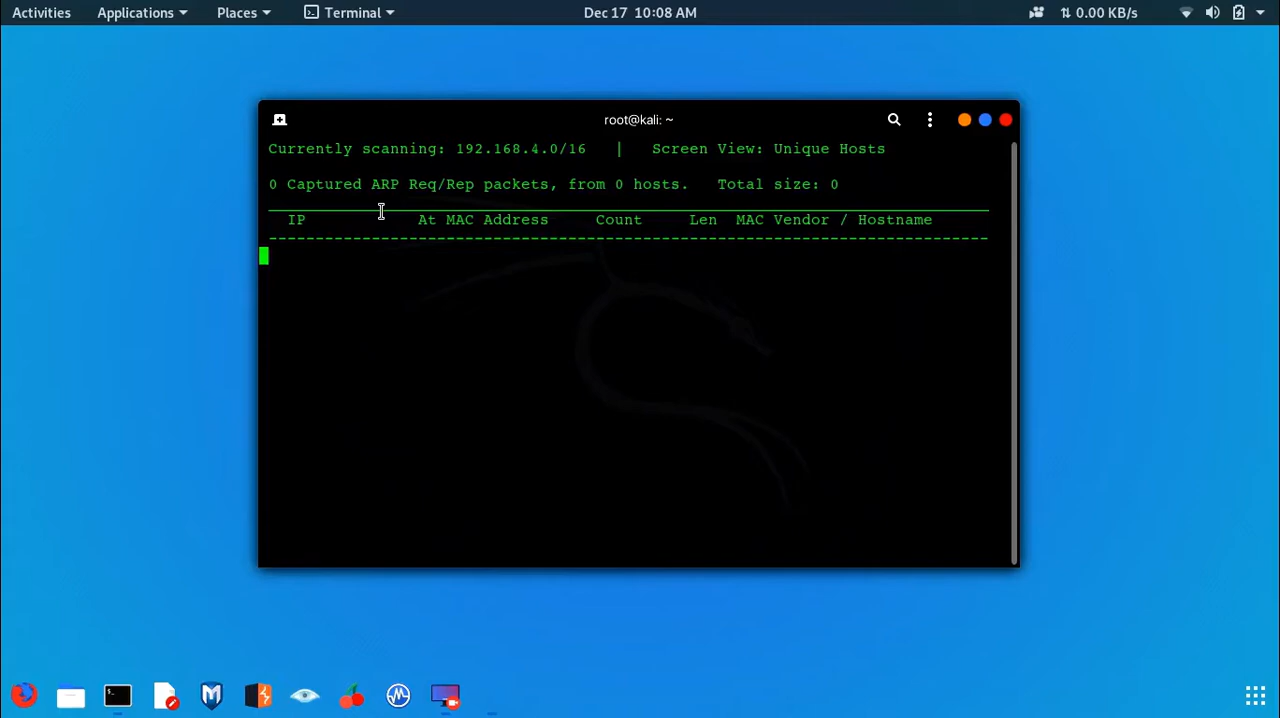 Activities Applications Places Terminal Dec 17 10:08 AM 0.00 KB/s
root@kali: ~
Currently scanning: 192.168.4.0/16 | Screen View: Unique Hosts
0 Captured ARP Req/Rep packets, from 0 hosts. Total size: 0
IP At MAC Address Count Len MAC Vendor / Hostname